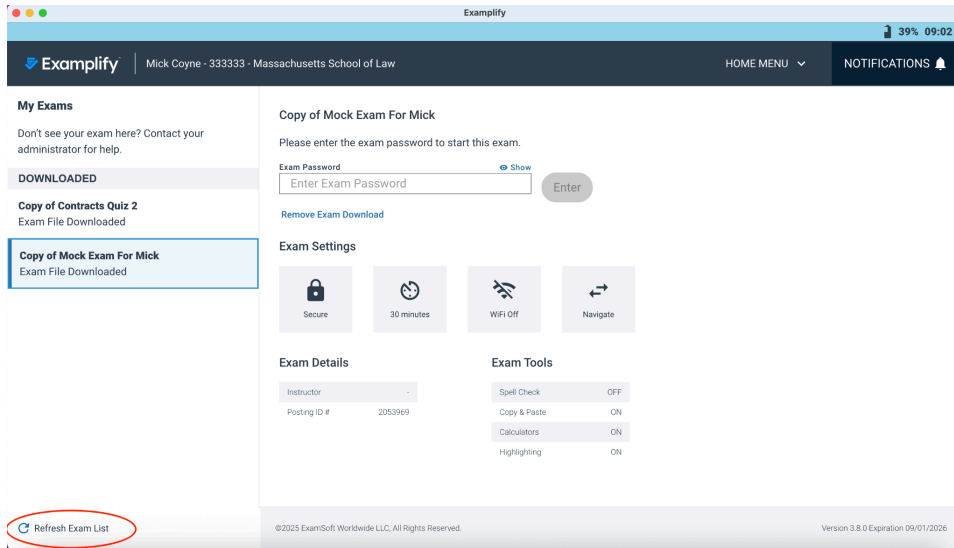 Examplify
39% 09:02
Examplify
Mick Coyne - 333333 - Massachusetts School of Law
HOME MENU
NOTIFICATIONS
My Exams
Don't see your exam here? Contact your
administrator for help.
DOWNLOADED
Copy of Contracts Quiz 2
Exam File Downloaded
Copy of Mock Exam For Mick
Exam File Downloaded
Refresh Exam List
Copy of Mock Exam For Mick
Please enter the exam password to start this exam.
Exam Password
Show
Enter Exam Password
Enter
Remove Exam Download
Exam Settings
Secure
30 minutes
WiFi Off
Navigate
Exam Details
Instructor -
Posting ID # 2053969
Exam Tools
Spell Check OFF
Copy & Paste ON
Calculators ON
Highlighting ON
©2025 ExamSoft Worldwide LLC, All Rights Reserved.
Version 3.8.0 Expiration 09/01/2026